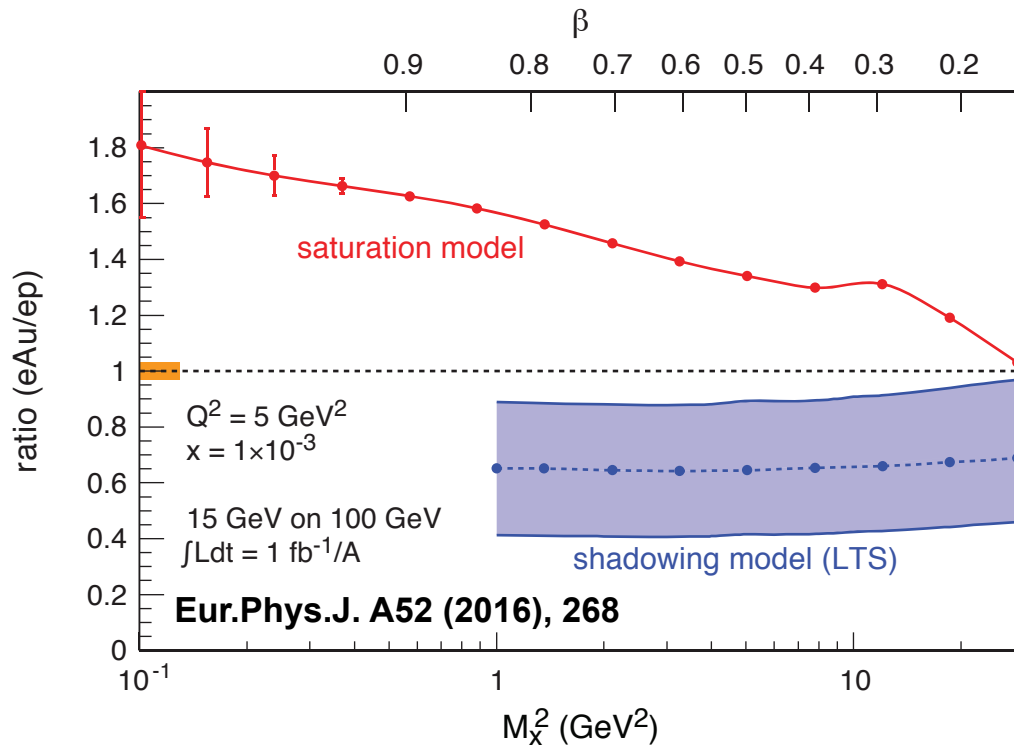 β
0.9 0.8 0.7 0.6 0.5 0.4 0.3 0.2
ratio (eAu/ep)
1.8
1.6
saturation model
1.4
1.2
1
Q² = 5 GeV²
0.8
x = 1×10⁻³
0.6
15 GeV on 100 GeV
∫Ldt = 1 fb⁻¹/A
0.4
shadowing model (LTS)
0.2
Eur.Phys.J. A52 (2016), 268
0
10⁻¹ 1 10
Mₓ² (GeV²)